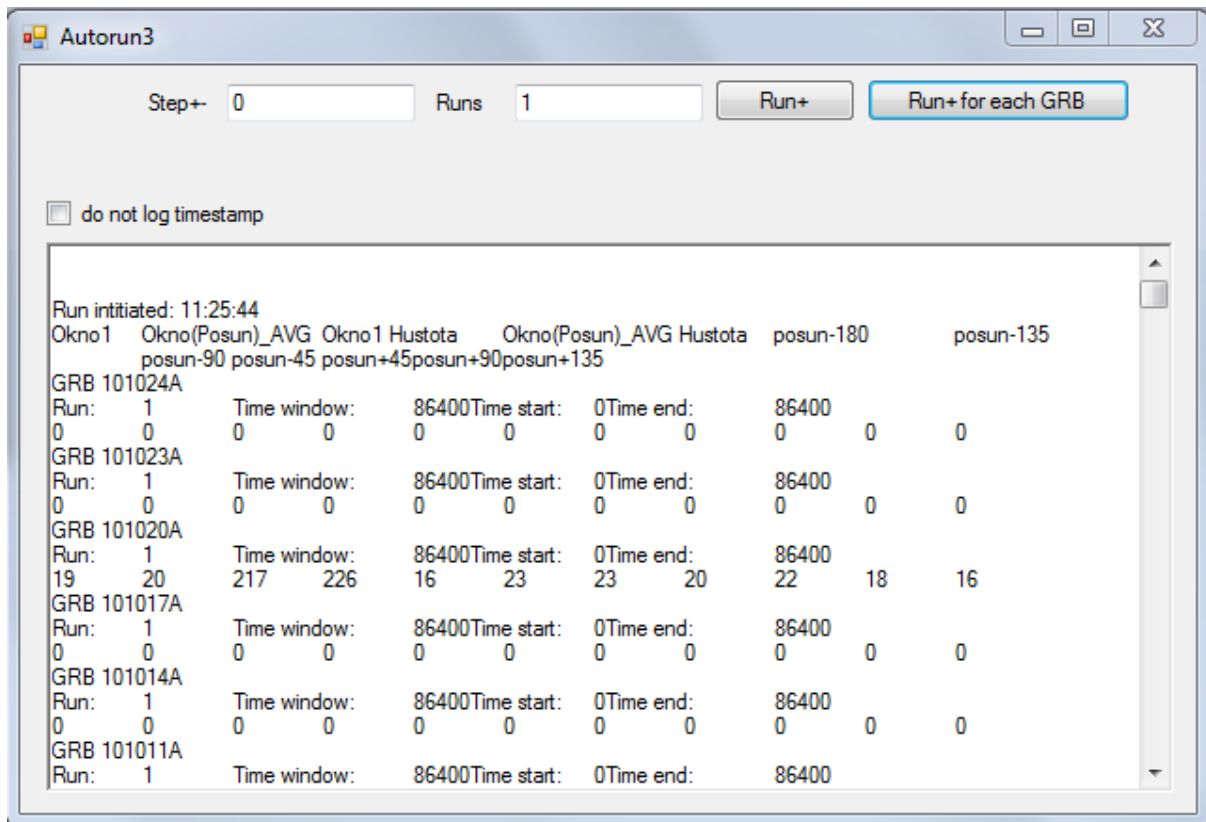 Autorun3
Step+- 0 Runs 1 Run+ Run+ for each GRB
do not log timestamp
Run intitiated: 11:25:44
Okno1 Okno(Posun)_AVG Okno1 Hustota Okno(Posun)_AVG Hustota posun-180 posun-135
posun-90 posun-45 posun+45posun+90posun+135
GRB 101024A
Run: 1 Time window: 86400Time start: 0Time end: 86400
0 0 0 0 0 0 0 0 0 0 0
GRB 101023A
Run: 1 Time window: 86400Time start: 0Time end: 86400
0 0 0 0 0 0 0 0 0 0 0
GRB 101020A
Run: 1 Time window: 86400Time start: 0Time end: 86400
19 20 217 226 16 23 23 20 22 18 16
GRB 101017A
Run: 1 Time window: 86400Time start: 0Time end: 86400
0 0 0 0 0 0 0 0 0 0 0
GRB 101014A
Run: 1 Time window: 86400Time start: 0Time end: 86400
0 0 0 0 0 0 0 0 0 0 0
GRB 101011A
Run: 1 Time window: 86400Time start: 0Time end: 86400